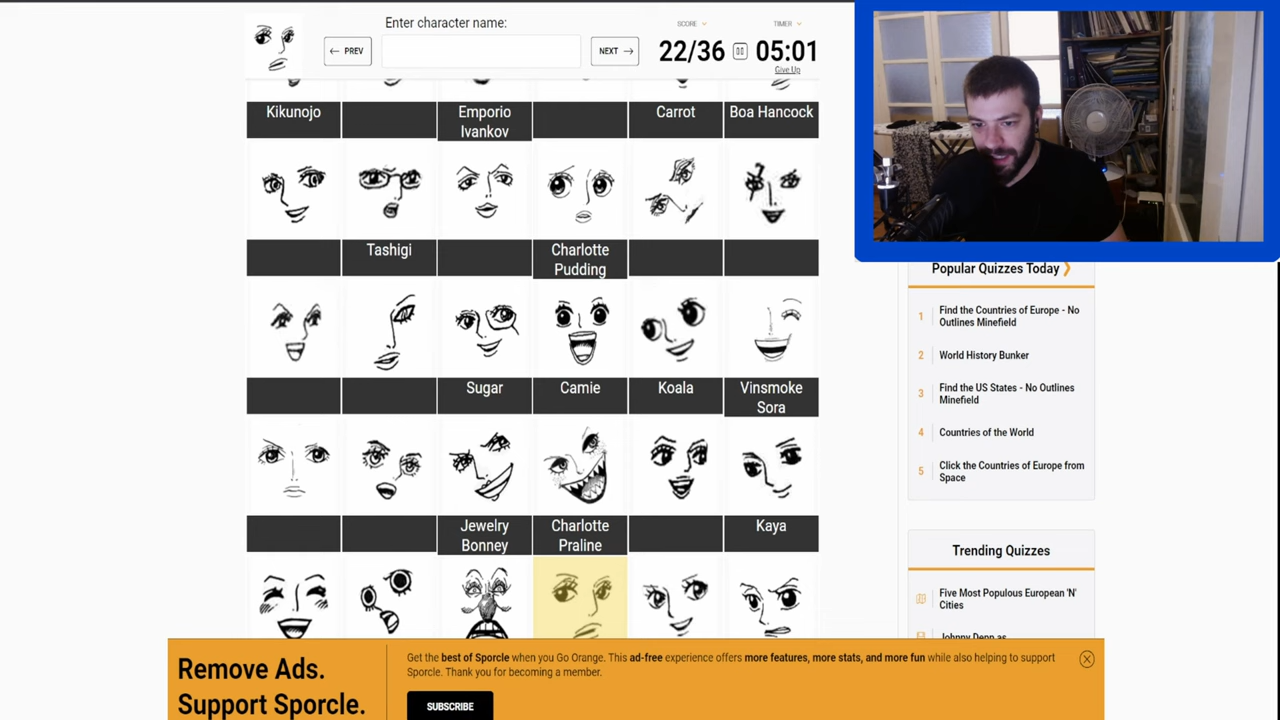 Enter character name:
SCORE
TIMER
← PREV
NEXT →
22/36
05:01
Give Up
Kikunojo
Emporio
Ivankov
Carrot
Boa Hancock
Tashigi
Charlotte
Pudding
Sugar
Camie
Koala
Vinsmoke
Sora
Jewelry
Bonney
Charlotte
Praline
Kaya
Popular Quizzes Today
1 Find the Countries of Europe - No
Outlines Minefield
2 World History Bunker
3 Find the US States - No Outlines
Minefield
4 Countries of the World
5 Click the Countries of Europe from
Space
Trending Quizzes
Five Most Populous European 'N'
Cities
Johnny Depp as
Remove Ads.
Support Sporcle.
Get the best of Sporcle when you Go Orange. This ad-free experience offers more features, more stats, and more fun while also helping to support
Sporcle. Thank you for becoming a member.
SUBSCRIBE